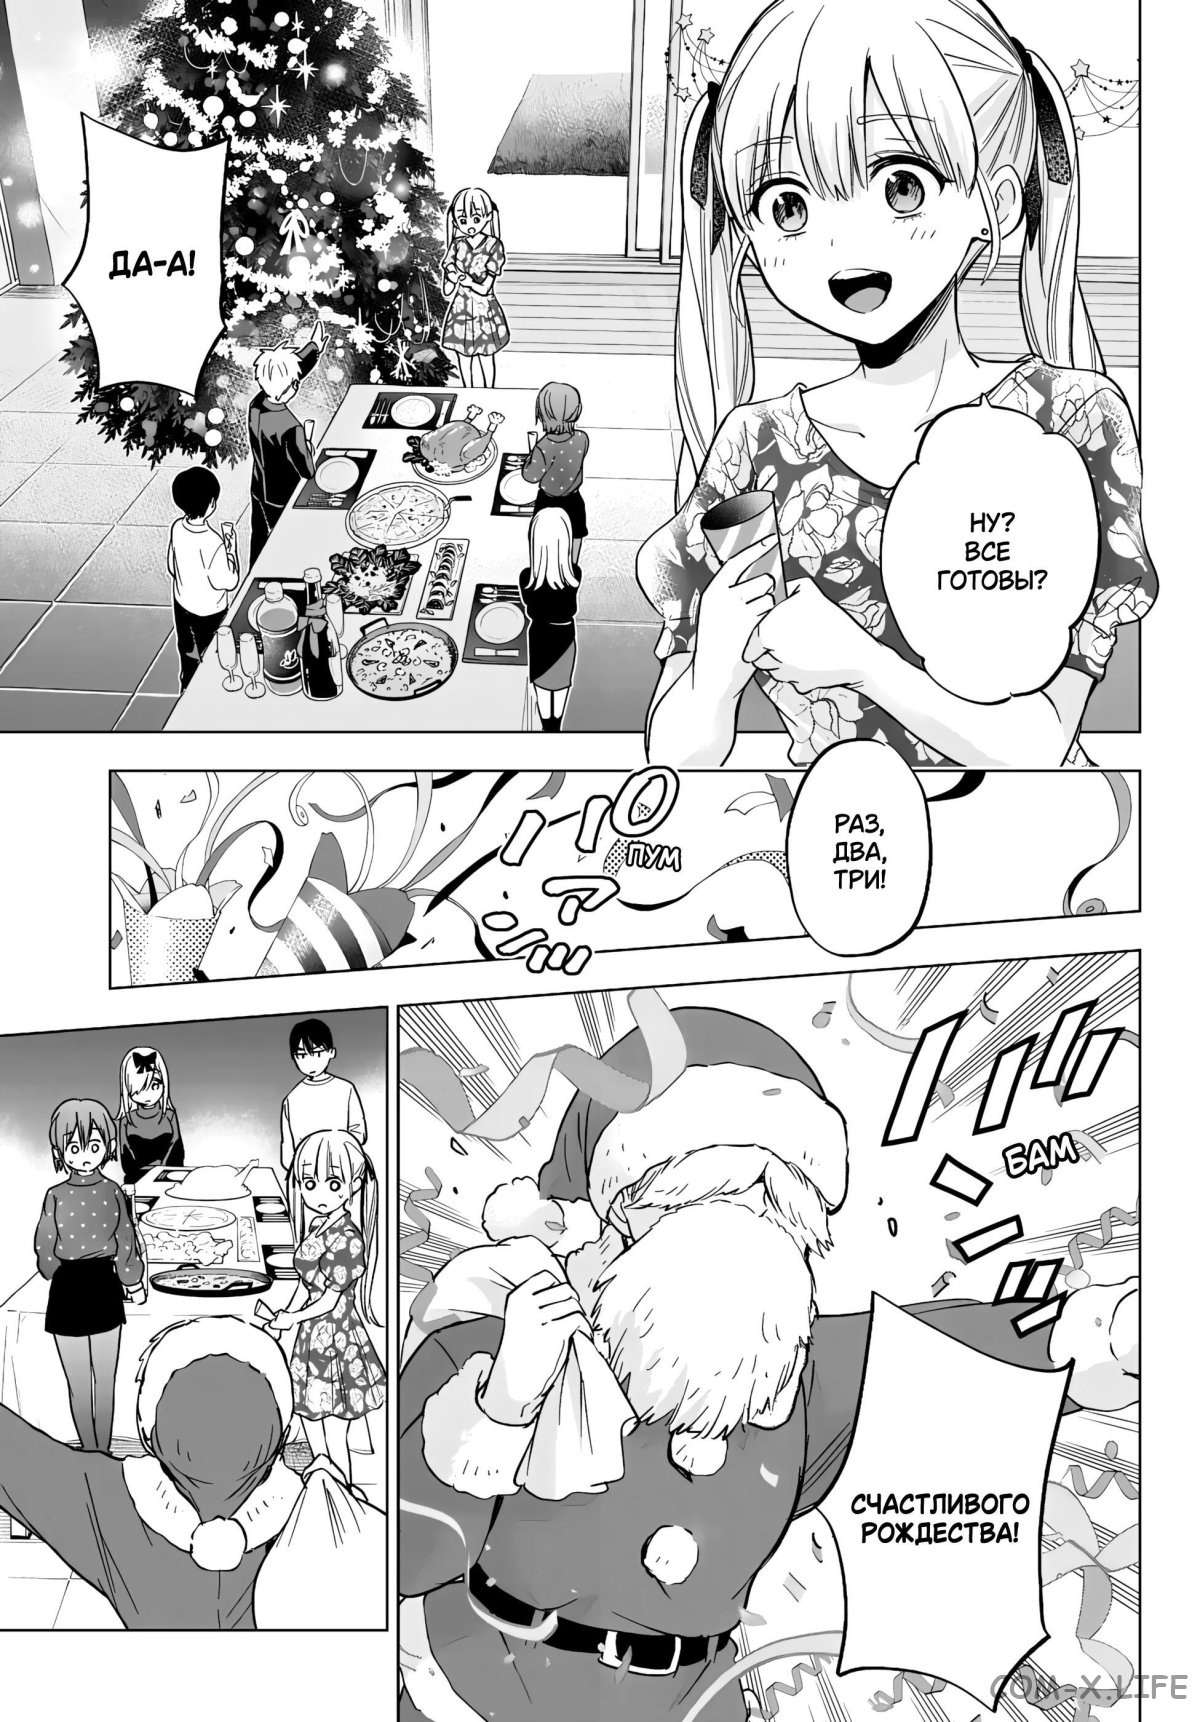 НУ?
ВСЕ
ГОТОВЫ?
ДА-А!
РАЗ,
ДВА,
ТРИ!
ПУМ
БАМ
СЧАСТЛИВОГО
РОЖДЕСТВА!
COM-X.LIFE